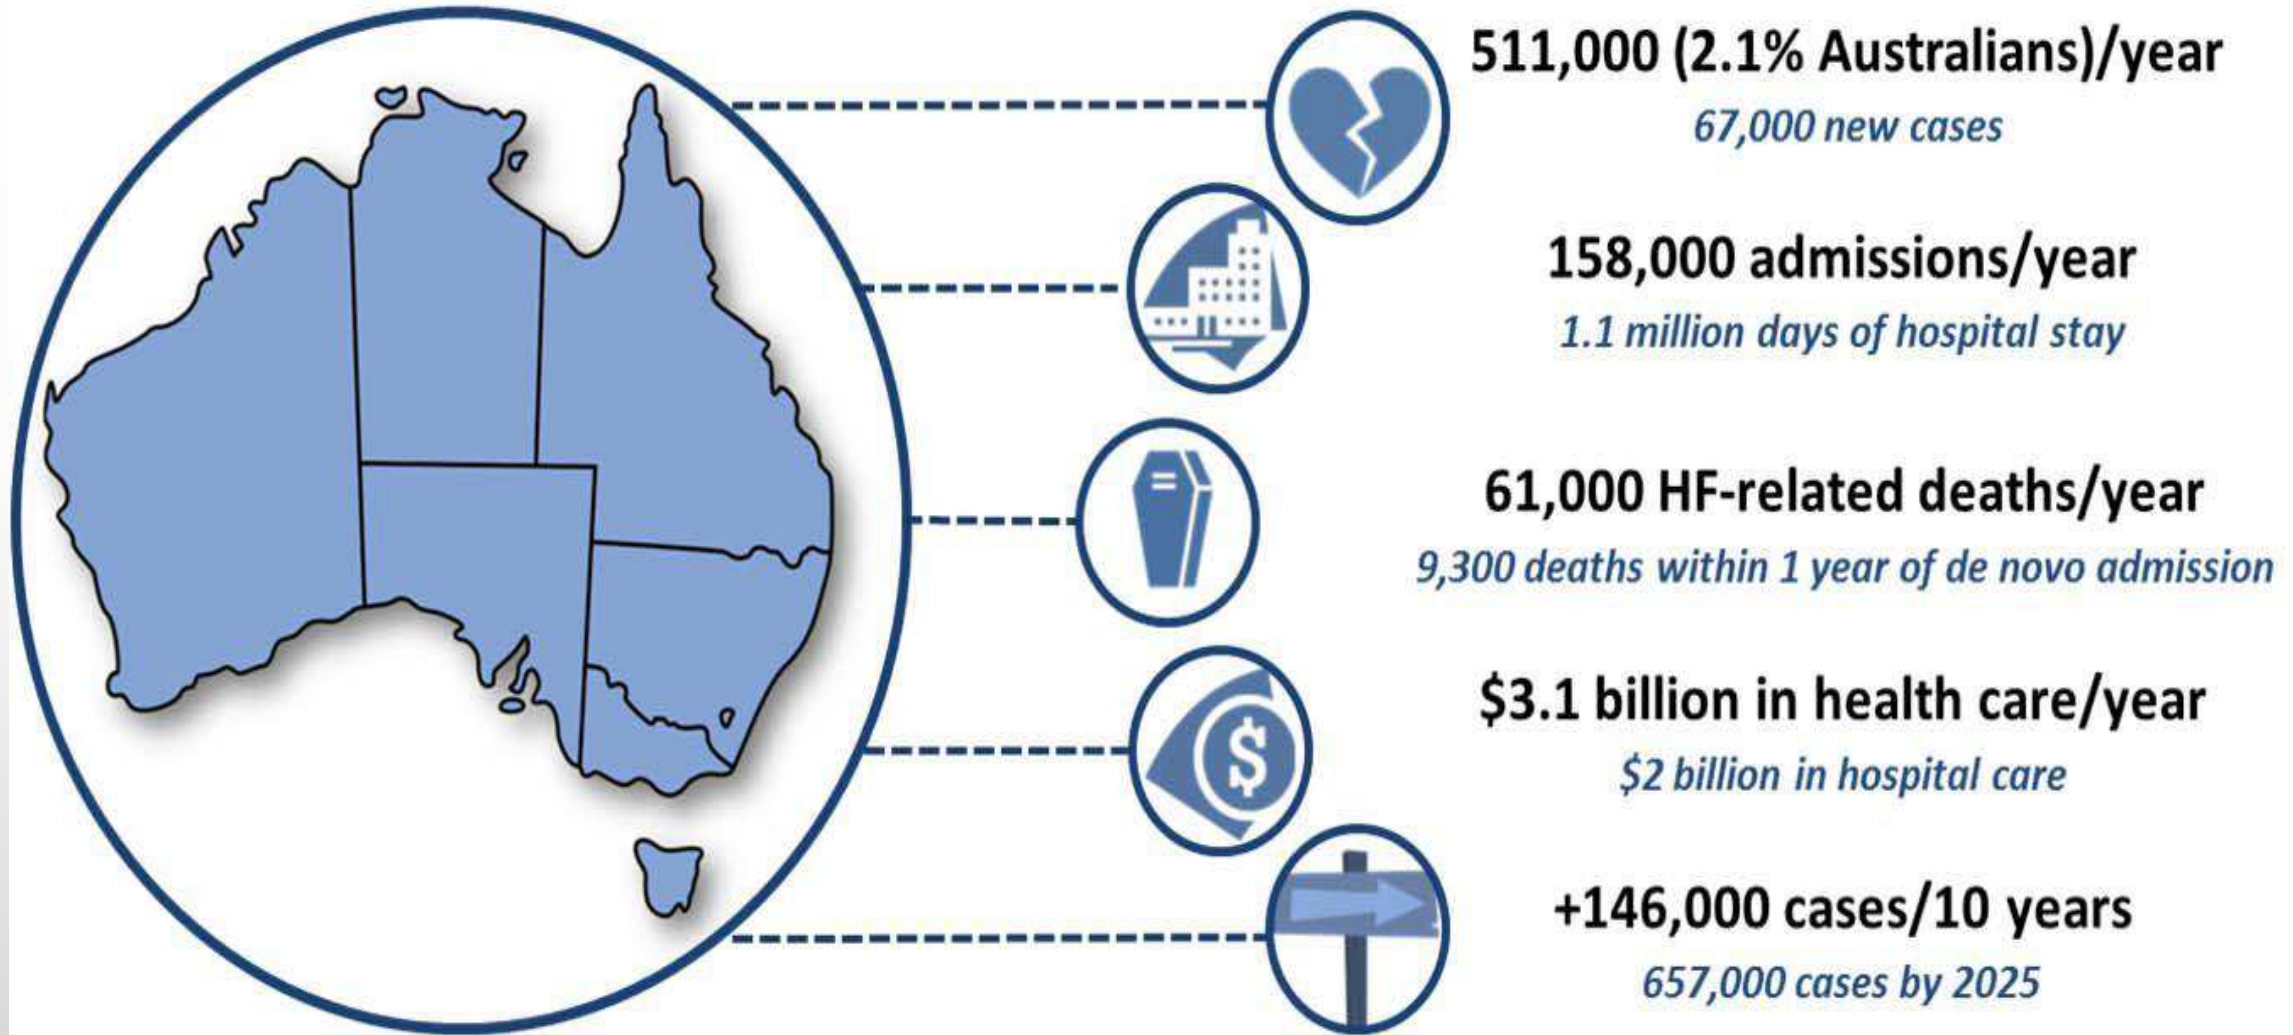 511,000 (2.1% Australians)/year
67,000 new cases
158,000 admissions/year
1.1 million days of hospital stay
61,000 HF-related deaths/year
9,300 deaths within 1 year of de novo admission
$3.1 billion in health care/year
$2 billion in hospital care
$
+146,000 cases/10 years
657,000 cases by 2025